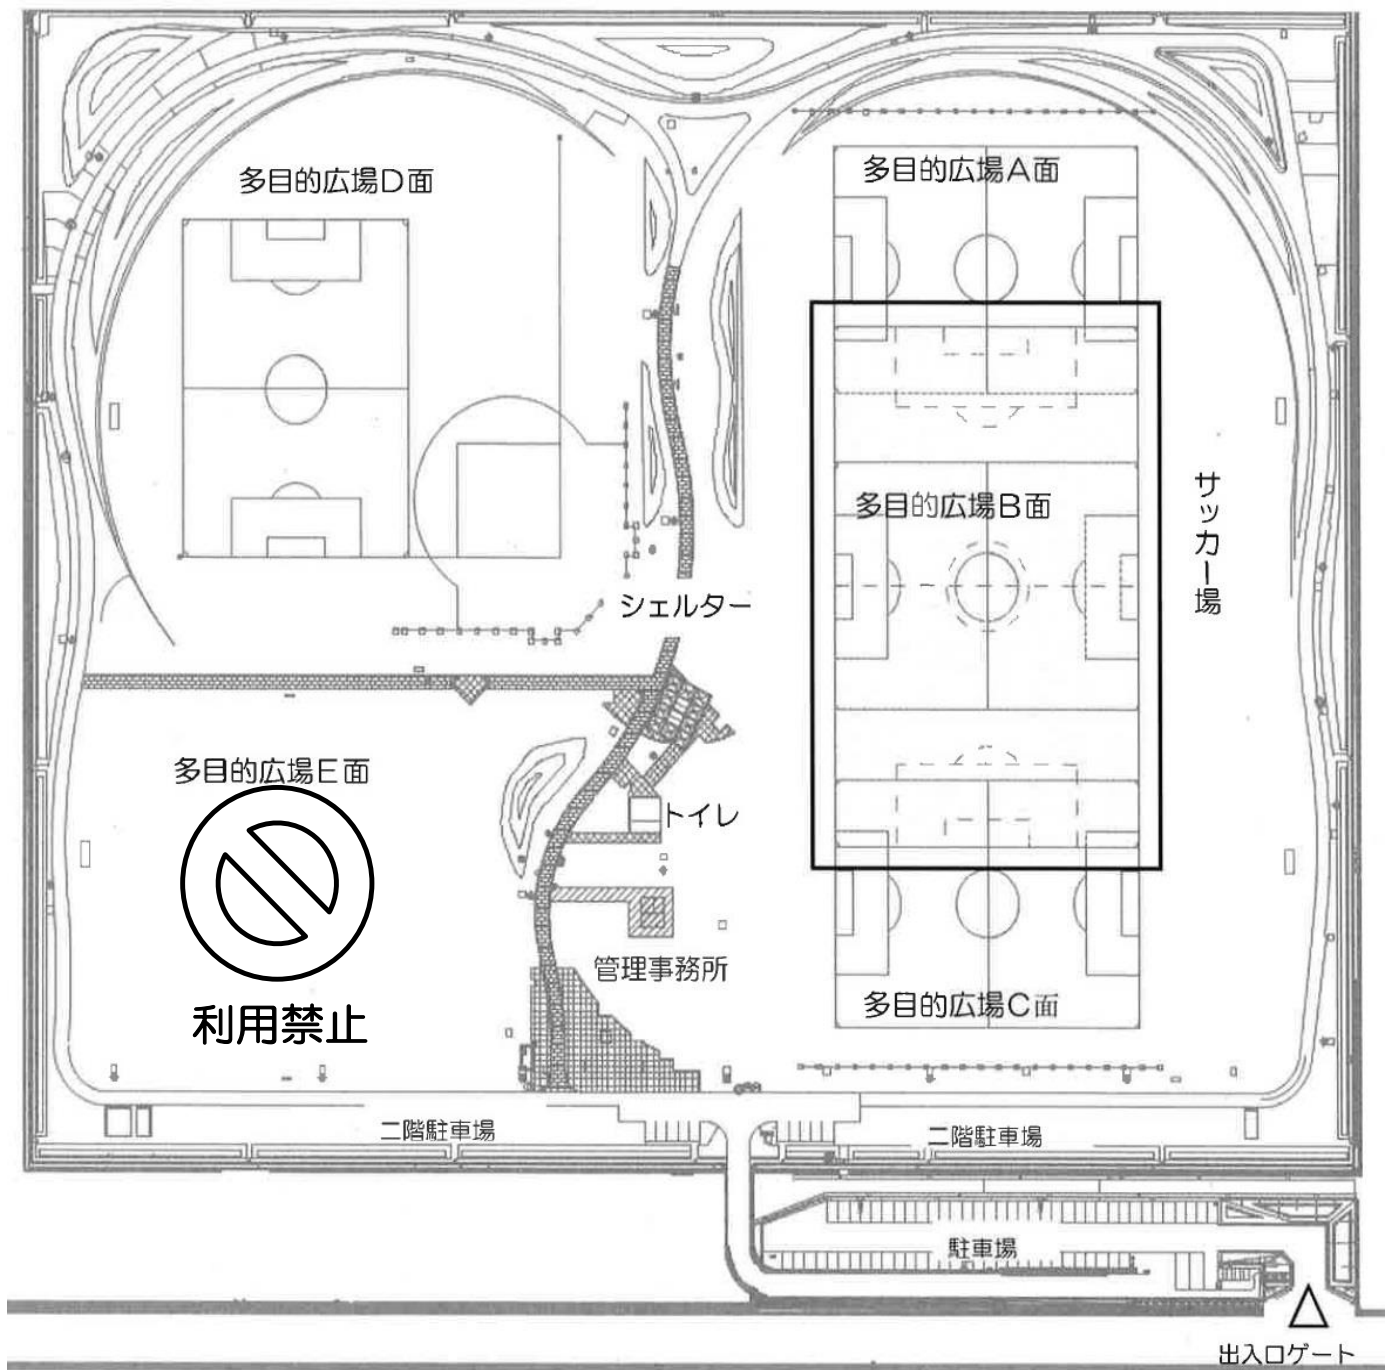 多目的広場D面
多目的広場A面
多目的広場B面
サッカー場
シェルター
多目的広場E面
トイレ
利用禁止
管理事務所
多目的広場C面
二階駐車場
二階駐車場
駐車場
出入口ゲート